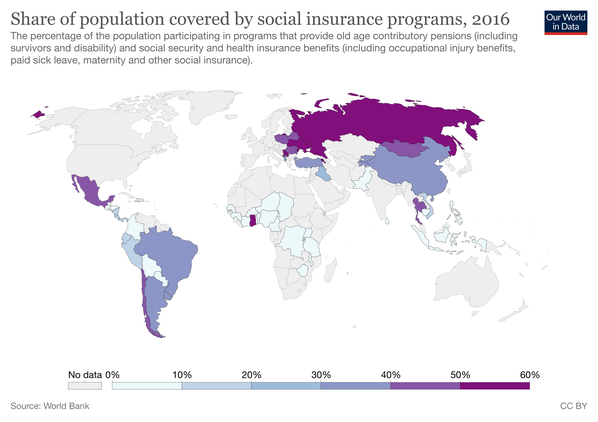 Share of population covered by social insurance programs, 2016
Our World
in Data
The percentage of the population participating in programs that provide old age contributory pensions (including
survivors and disability) and social security and health insurance benefits (including occupational injury benefits,
paid sick leave, maternity and other social insurance).
No data 0% 10% 20% 30% 40% 50% 60%
Source: World Bank CC BY